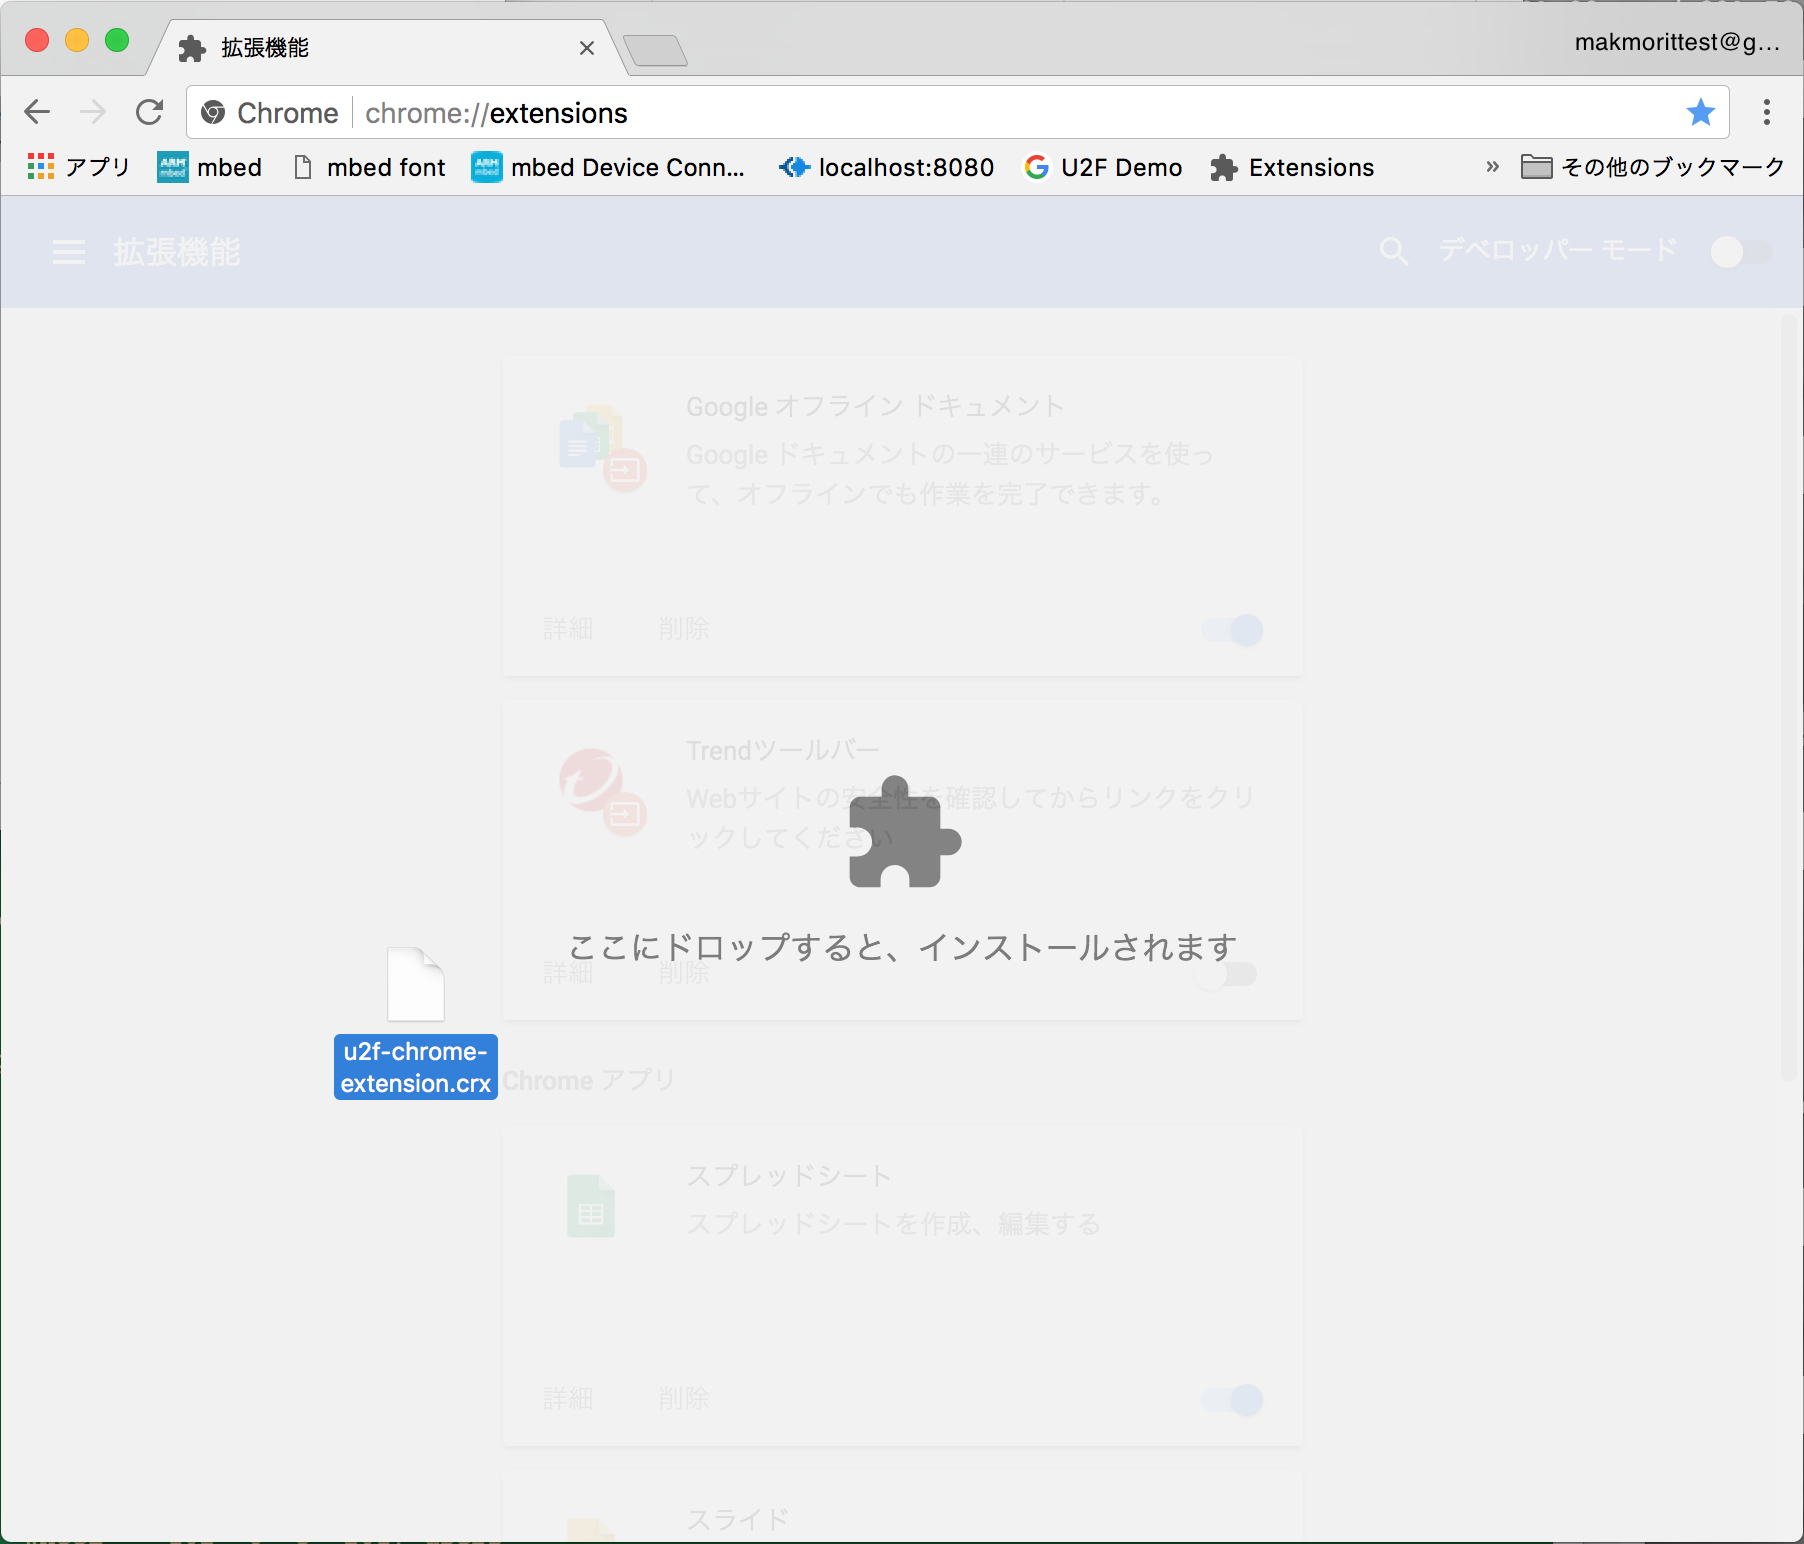 拡張機能
makmorittest@g...
Chrome chrome://extensions
アプリ mbed mbed font mbed Device Conn... localhost:8080 U2F Demo Extensions » その他のブックマーク
拡張機能 デベロッパー モード
Google オフライン ドキュメント
Google ドキュメントの一連のサービスを使っ
て、オフラインでも作業を完了できます。
詳細 削除
Trendツールバー
Webサイトの安全性を確認してからリンクをクリ
ックしてください
ここにドロップすると、インストールされます
詳細 削除
u2f-chrome-
extension.crx
Chrome アプリ
スプレッドシート
スプレッドシートを作成、編集する
詳細 削除
スライド